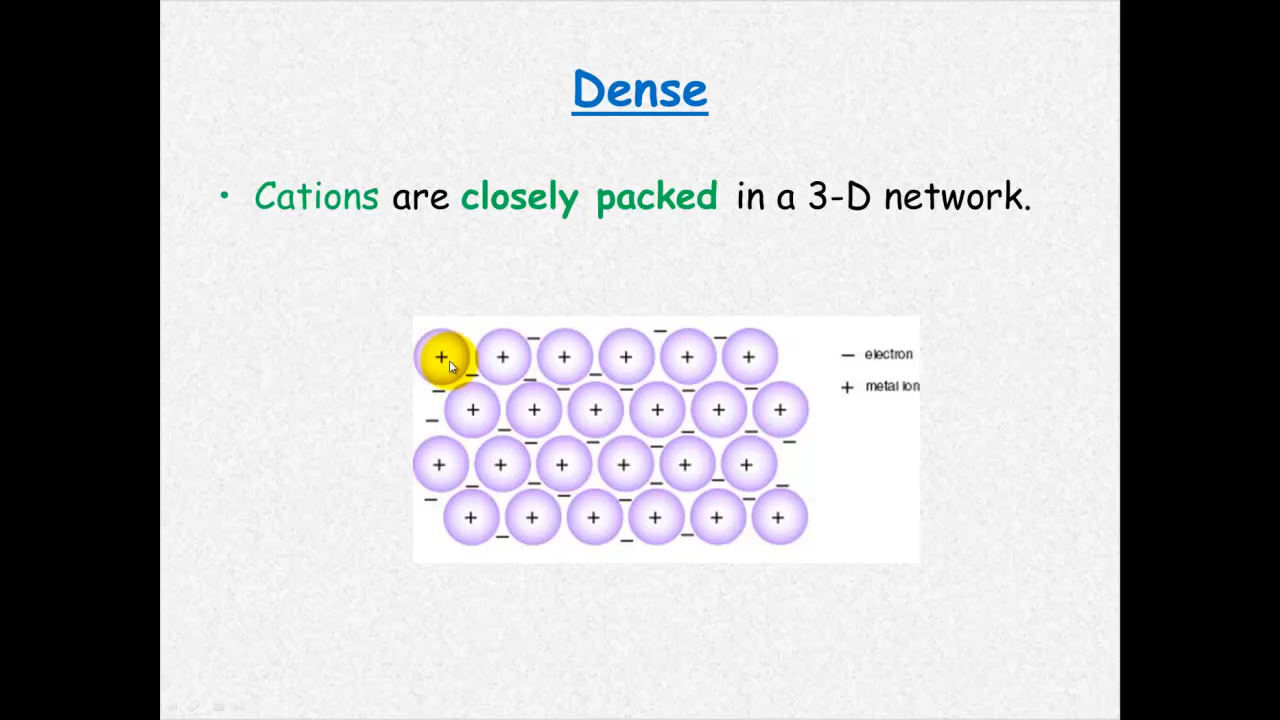 Dense
• Cations are closely packed in a 3-D network.
+ + + + + +
+ + + + + +
+ + + + + +
+ + + + + +
− electron
+ metal ion